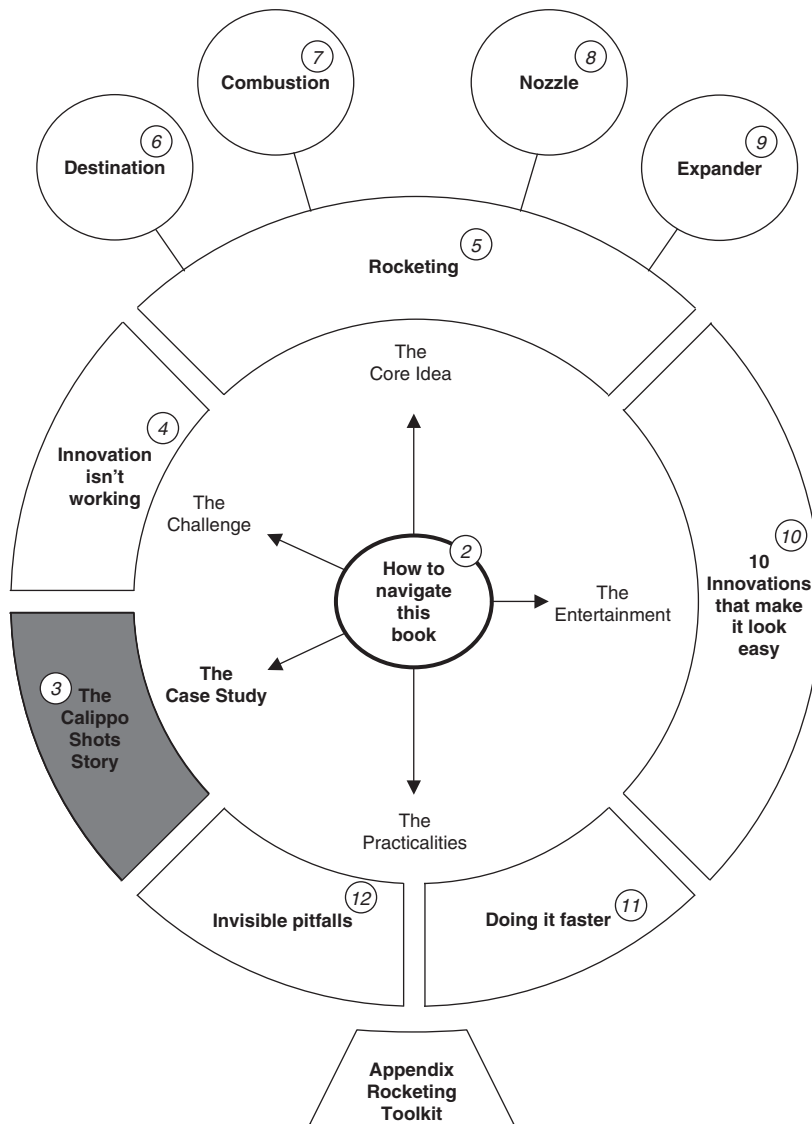 7
Combustion
8
Nozzle
6
Destination
9
Expander
5
Rocketing
The
Core Idea
4
Innovation
isn't
working
The
Challenge
2
How to
navigate
this
book
The
Entertainment
10
10
Innovations
that make
it look
easy
The
Case Study
3
The
Calippo
Shots
Story
The
Practicalities
12
Invisible pitfalls
11
Doing it faster
Appendix
Rocketing
Toolkit